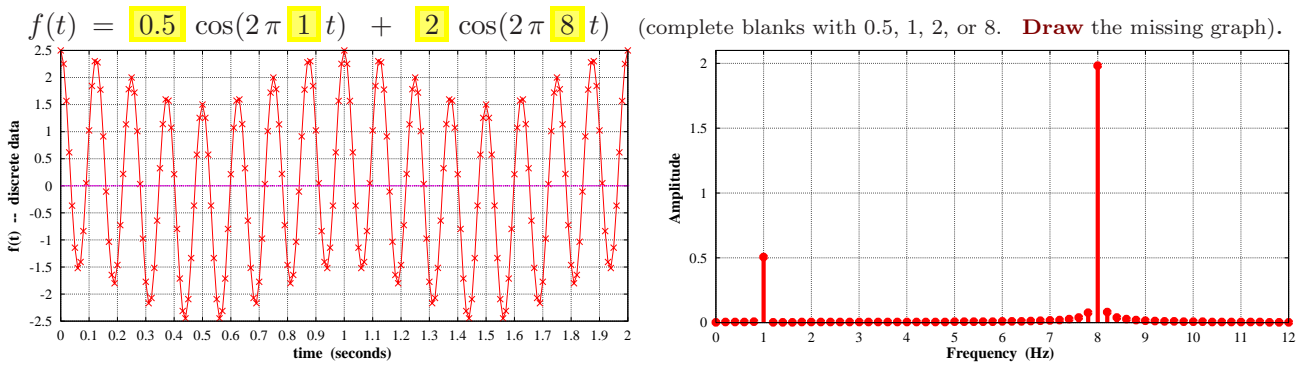 f(t) = 0.5 cos(2 π 1 t) + 2 cos(2 π 8 t) (complete blanks with 0.5, 1, 2, or 8. Draw the missing graph).
2.5
2
1.5
1
0.5
0
-0.5
-1
-1.5
-2
-2.5
f(t) -- discrete data
0 0.1 0.2 0.3 0.4 0.5 0.6 0.7 0.8 0.9 1 1.1 1.2 1.3 1.4 1.5 1.6 1.7 1.8 1.9 2
time (seconds)
2
1.5
1
0.5
0
Amplitude
0 1 2 3 4 5 6 7 8 9 10 11 12
Frequency (Hz)